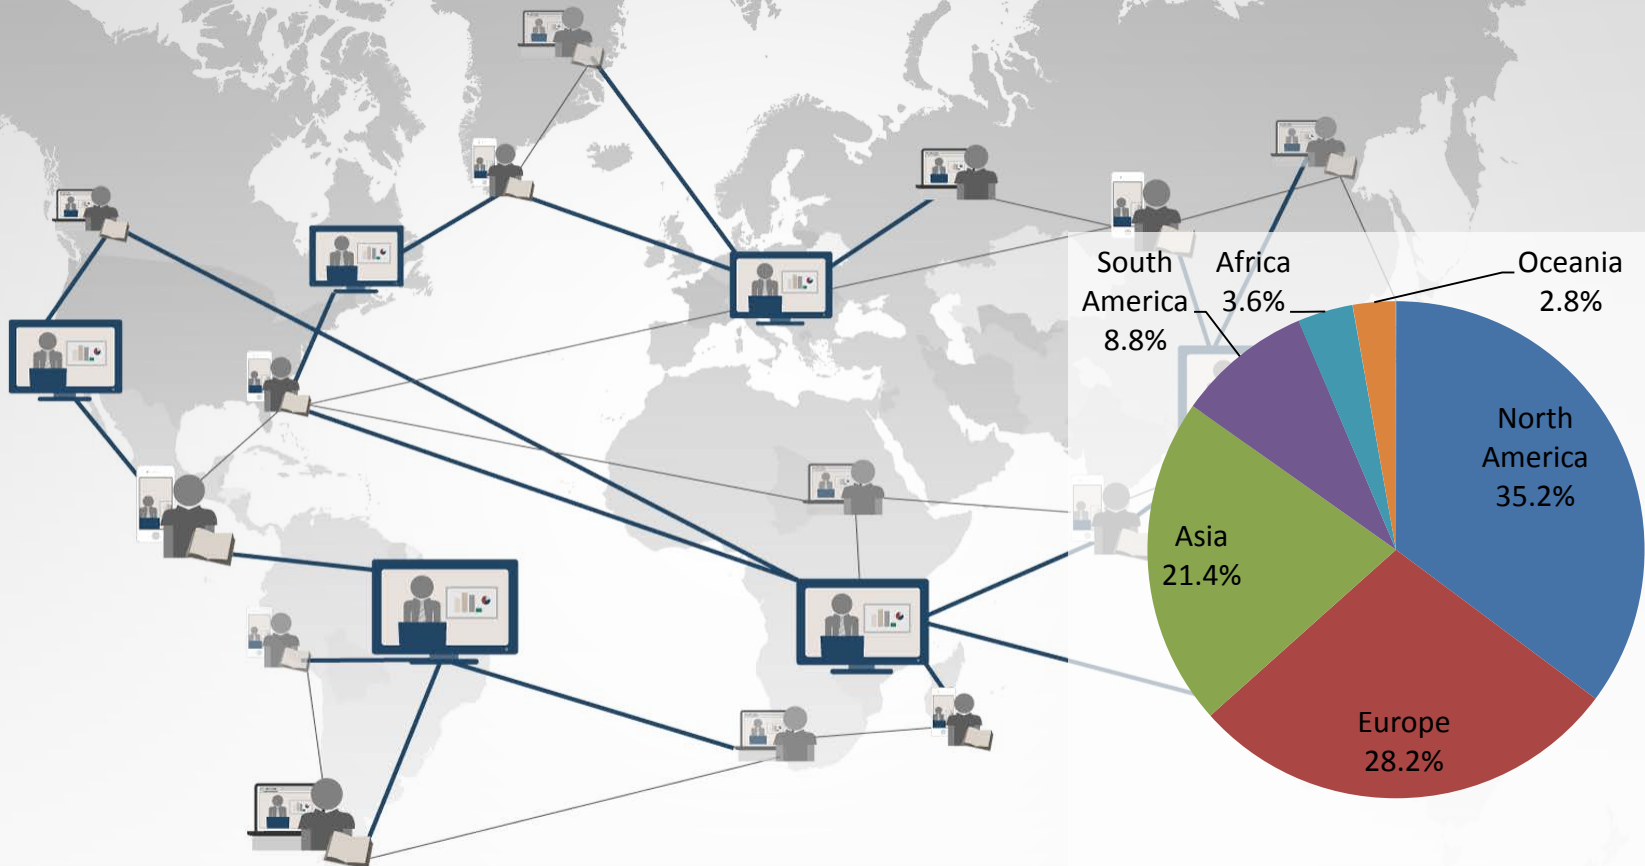 South
America
8.8%
Africa
3.6%
Oceania
2.8%
North
America
35.2%
Asia
21.4%
Europe
28.2%